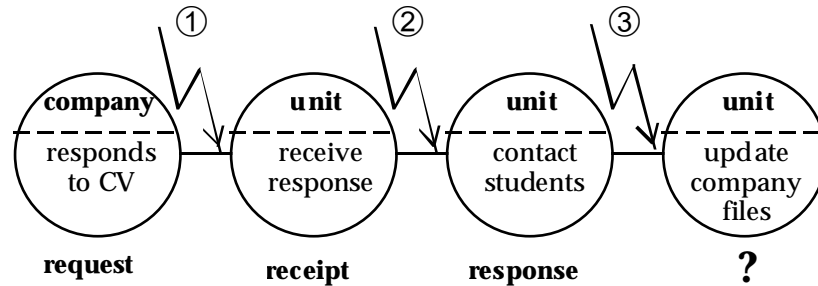 ① ② ③
company unit unit unit
responds receive contact update
to CV response students company
files
request receipt response ?